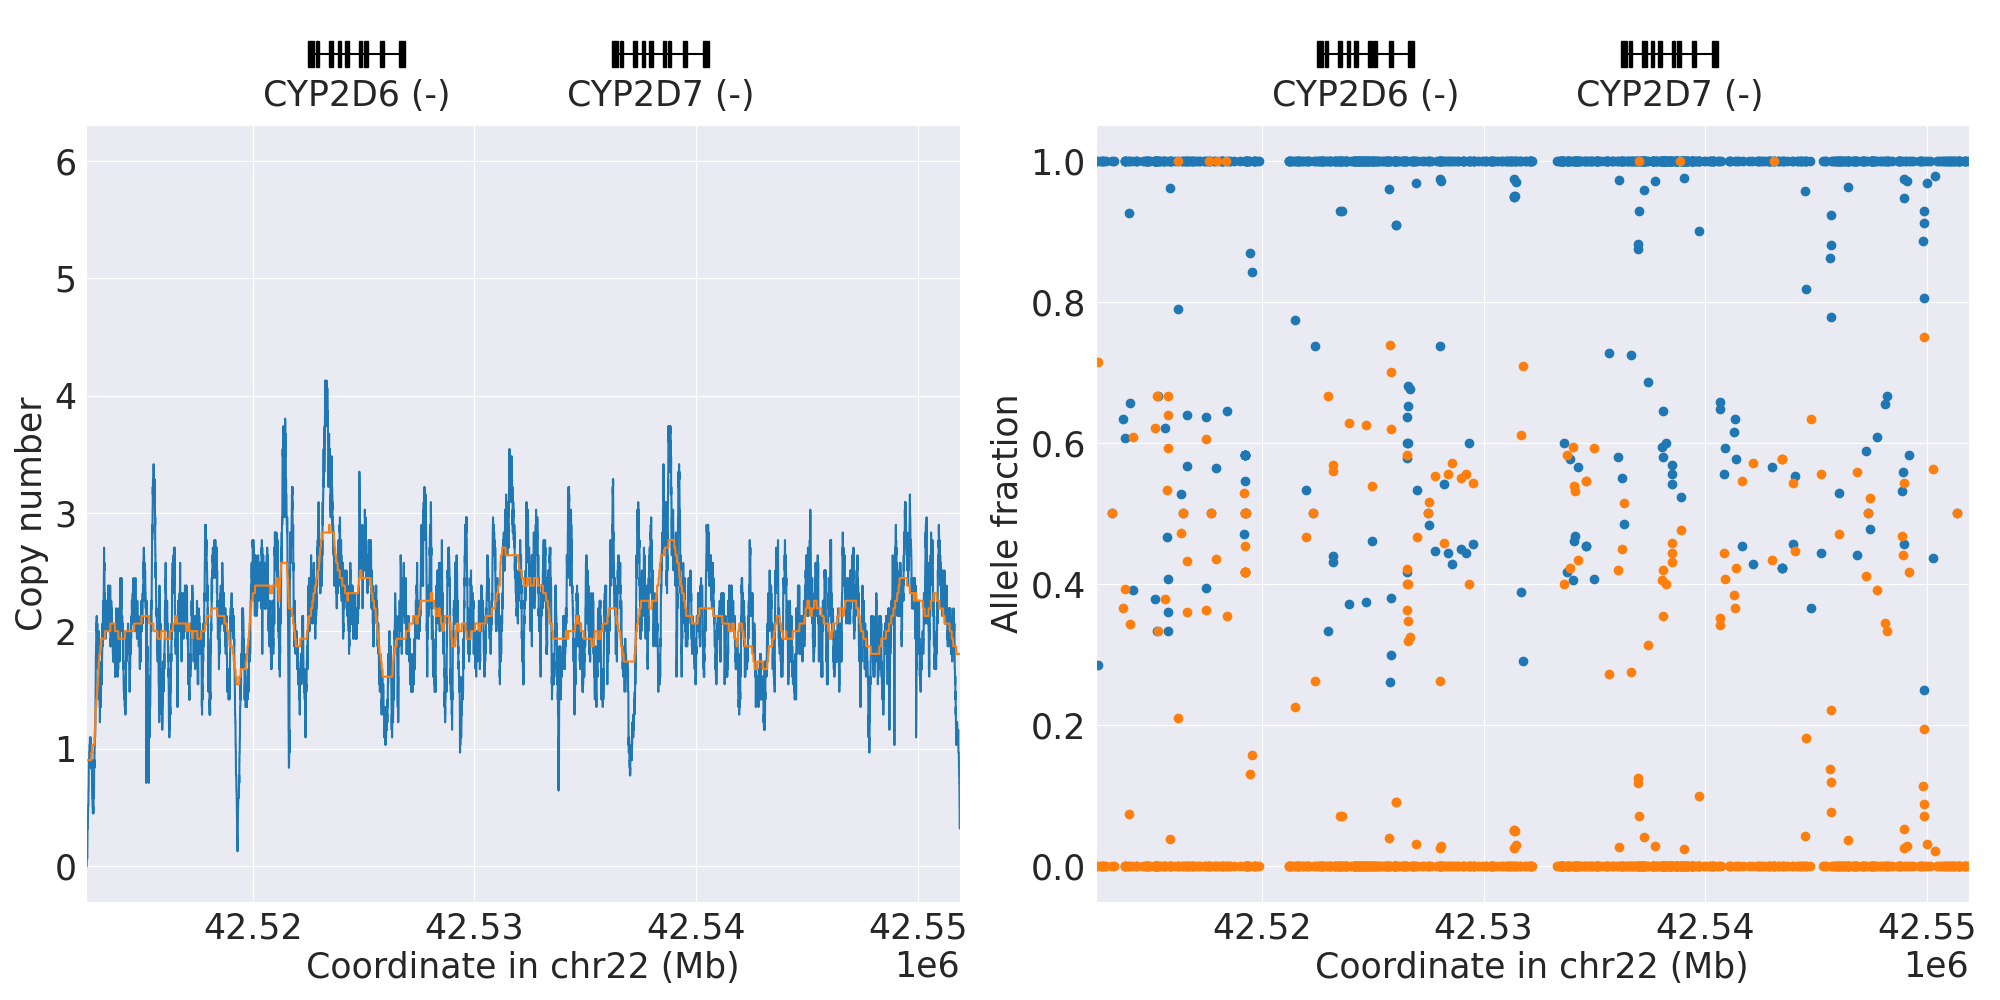 CYP2D6 (-) CYP2D7 (-)
6
5
4
3
2
1
0
Copy number
42.52 42.53 42.54 42.55
Coordinate in chr22 (Mb) 1e6
CYP2D6 (-) CYP2D7 (-)
1.0
0.8
0.6
0.4
0.2
0.0
Allele fraction
42.52 42.53 42.54 42.55
Coordinate in chr22 (Mb) 1e6